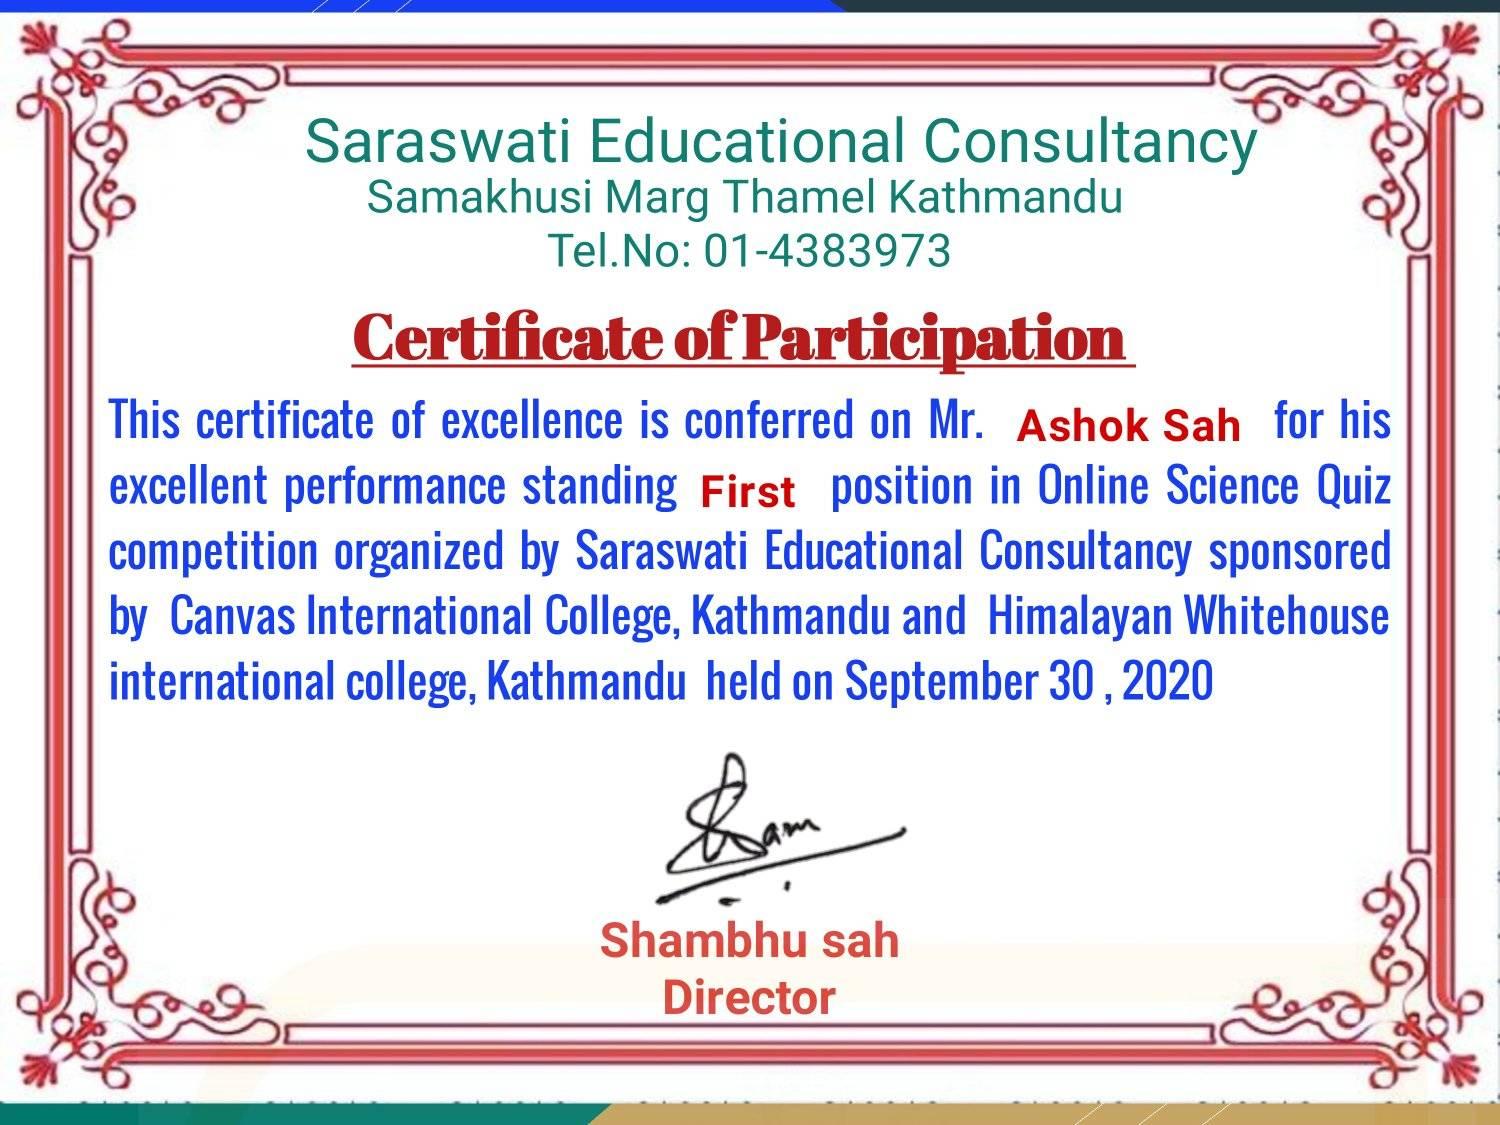 Saraswati Educational Consultancy
Samakhusi Marg Thamel Kathmandu
Tel.No: 01-4383973
Certificate of Participation
This certificate of excellence is conferred on Mr. Ashok Sah for his
excellent performance standing First position in Online Science Quiz
competition organized by Saraswati Educational Consultancy sponsored
by Canvas International College, Kathmandu and Himalayan Whitehouse
international college, Kathmandu held on September 30 , 2020
Shambhu sah
Director